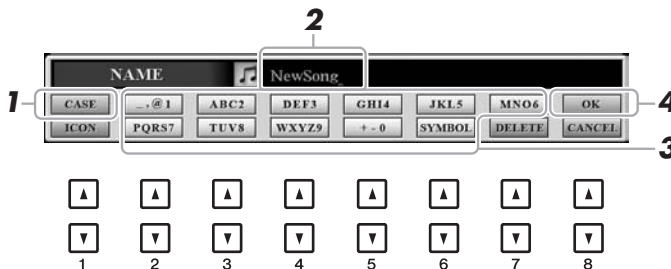 2
NAME NewSong_
1 CASE _,@1 ABC2 DEF3 GHI4 JKL5 MNO6 OK 4
ICON PQRS7 TUV8 WXYZ9 + - 0 SYMBOL DELETE CANCEL
3
1 2 3 4 5 6 7 8